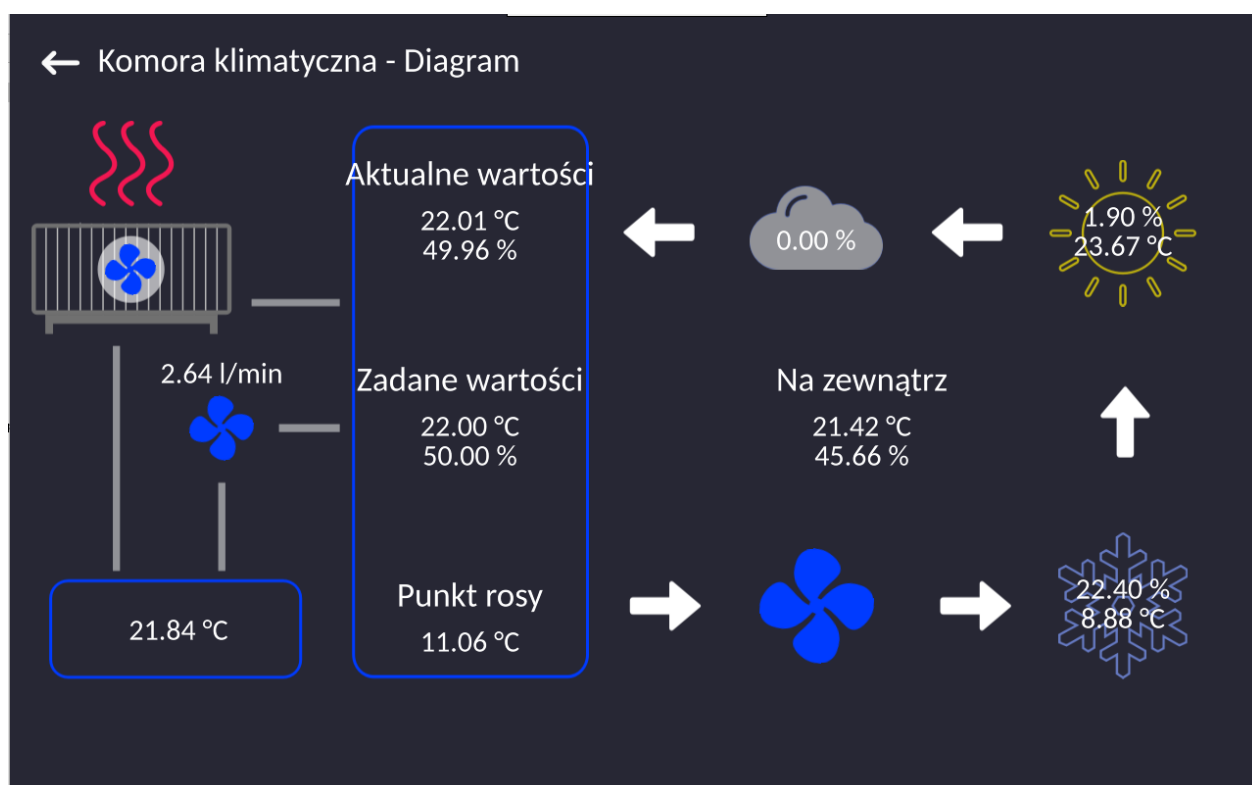 Komora klimatyczna - Diagram
Aktualne wartości
22.01 °C
49.96 %
0.00 %
1.90 %
23.67 °C
2.64 l/min
Zadane wartości
22.00 °C
50.00 %
Na zewnątrz
21.42 °C
45.66 %
21.84 °C
Punkt rosy
11.06 °C
22.40 %
8.88 °C